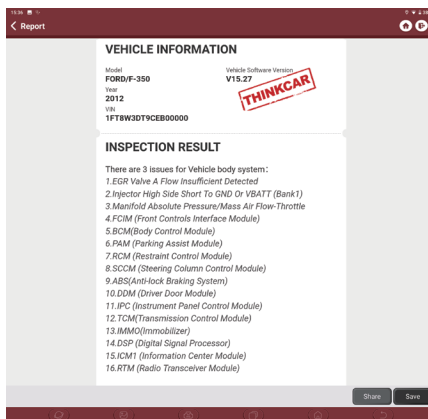 15:36
Report
VEHICLE INFORMATION
Model
FORD/F-350
Vehicle Software Version
V15.27
Year
2012
VIN
1FT8W3DT9CEB00000
THINKCAR
INSPECTION RESULT
There are 3 issues for Vehicle body system:
1.EGR Valve A Flow Insufficient Detected
2.Injector High Side Short To GND Or VBATT (Bank1)
3.Manifold Absolute Pressure/Mass Air Flow-Throttle
4.FCIM (Front Controls Interface Module)
5.BCM(Body Control Module)
6.PAM (Parking Assist Module)
7.RCM (Restraint Control Module)
8.SCCM (Steering Column Control Module)
9.ABS(Anti-lock Braking System)
10.DDM (Driver Door Module)
11.IPC (Instrument Panel Control Module)
12.TCM(Transmission Control Module)
13.IMMO(Immobilizer)
14.DSP (Digital Signal Processor)
15.ICM1 (Information Center Module)
16.RTM (Radio Transceiver Module)
Share
Save